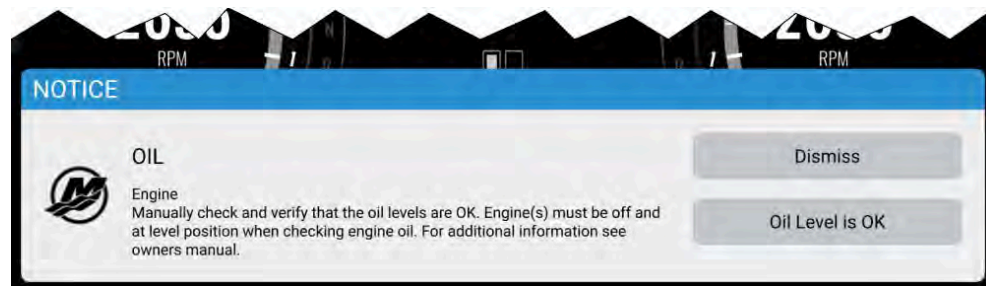 RPM
RPM
NOTICE
OIL
Engine
Manually check and verify that the oil levels are OK. Engine(s) must be off and
at level position when checking engine oil. For additional information see
owners manual.
Dismiss
Oil Level is OK